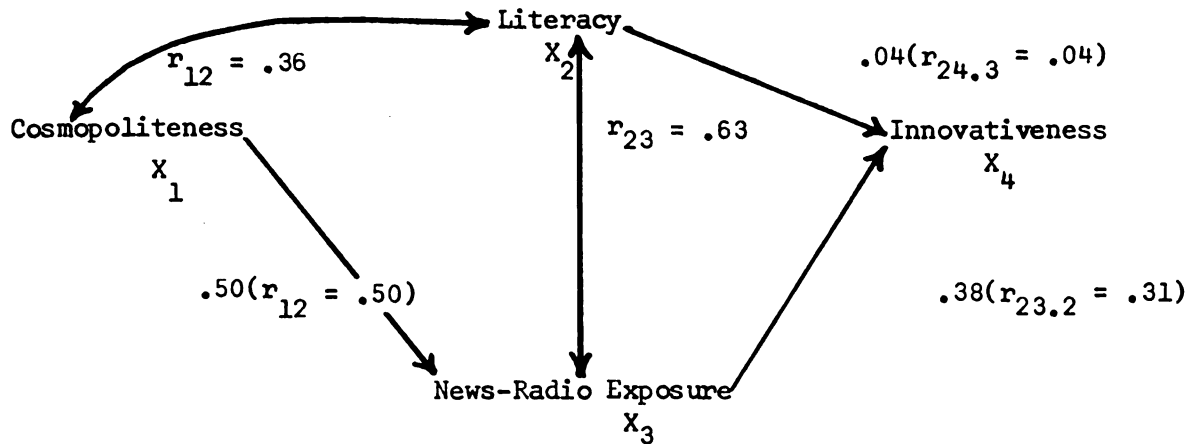 Literacy
X2
r12 = .36
.04(r24.3 = .04)
Cosmopoliteness
X1
r23 = .63
Innovativeness
X4
.50(r12 = .50)
.38(r23.2 = .31)
News-Radio Exposure
X3